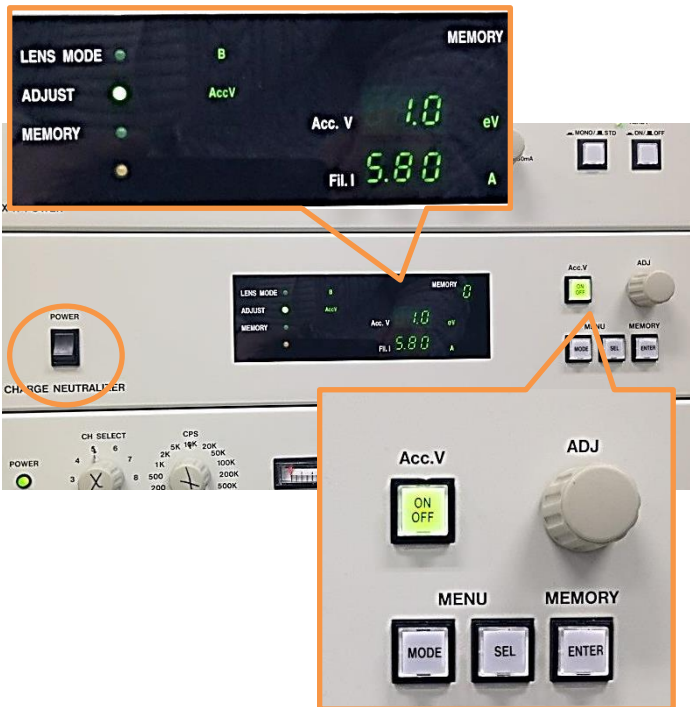 MEMORY
LENS MODE B
ADJUST AccV
Acc. V 1.0 eV
MEMORY
Fil.I 5.80 A
MONO/ STD ON/ OFF
50mA
POWER
CHARGE NEUTRALIZER
MEMORY 0
LENS MODE B
ADJUST AccV
Acc. V 1.0 eV
MEMORY
Fil.I 5.80 A
Acc.V ADJ
ON
OFF
MENU MEMORY
MODE SEL ENTER
POWER
CH SELECT
3 4 5 6 7 8
CPS
200 500 1K 2K 5K 10K 20K 50K 100K 200K 500K
Acc.V ADJ
ON
OFF
MENU MEMORY
MODE SEL ENTER